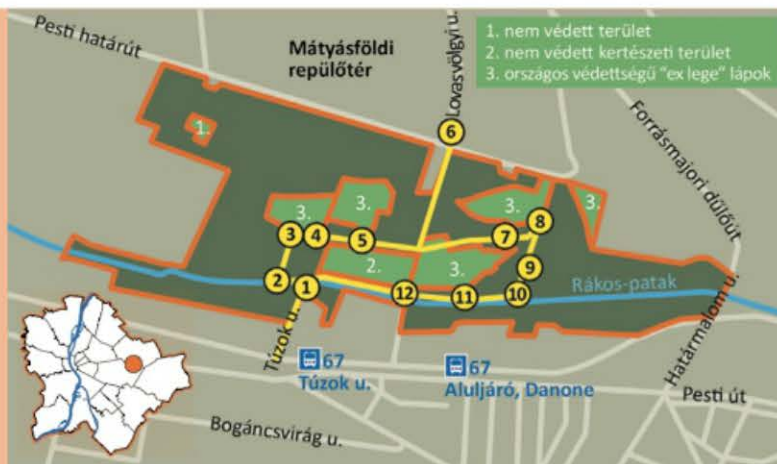 Pesti határút
Mátyásföldi
repülőtér
Lovas völgyi u.
1. nem védett terület
2. nem védett kertészeti terület
3. országos védettségű "ex lege" lápok
Forrásmajori dűlőút
6
1.
3.
3.
3.
3.
8
3
4
5
7
2.
3.
9
2
1
12
11
10
Rákos-patak
Túzok u.
67
Túzok u.
67
Aluljáró, Danone
Határmalom u.
Pesti út
Bogáncsvirág u.